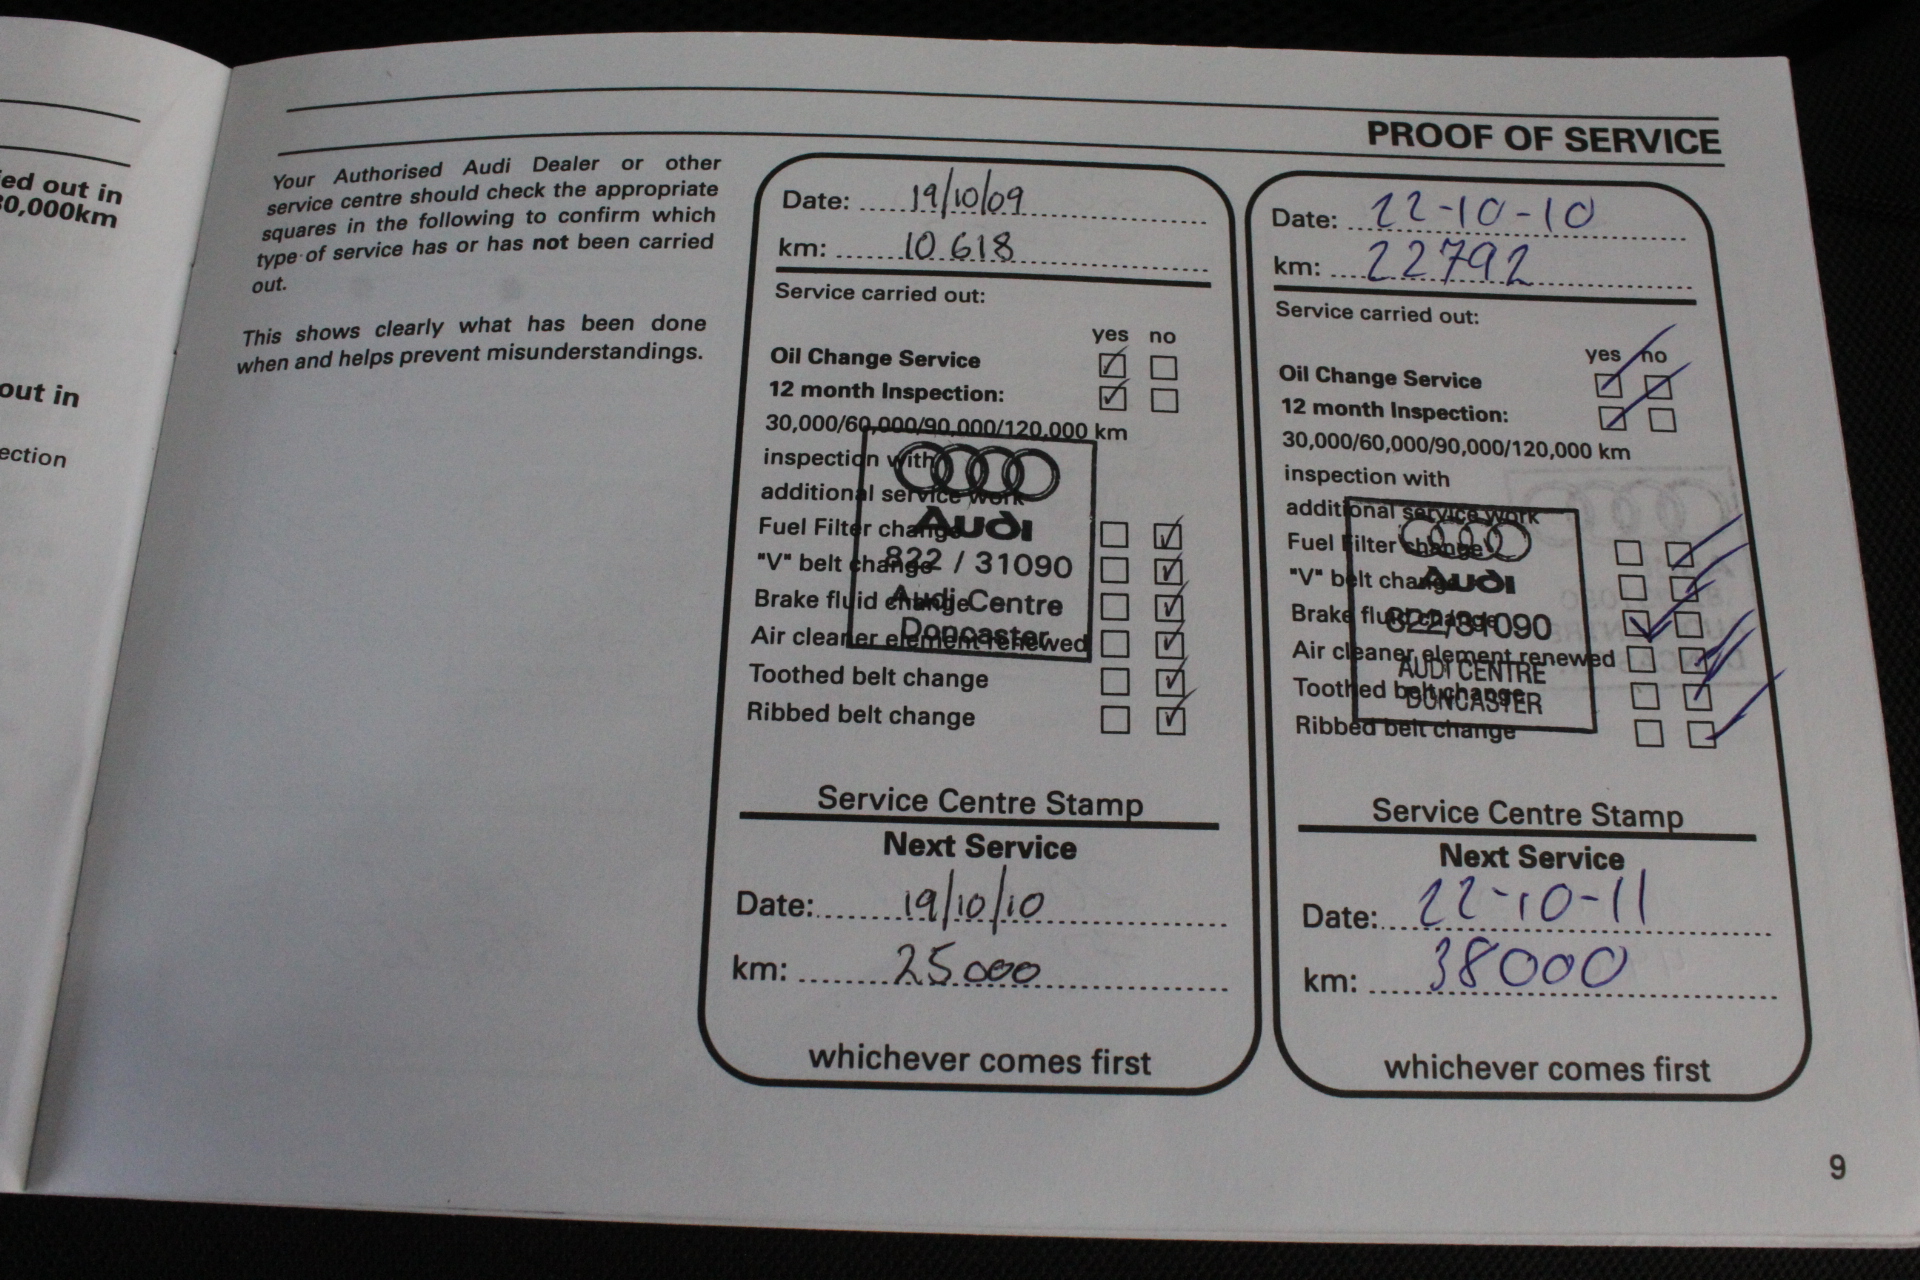 ied out in
30,000km
out in
ection
PROOF OF SERVICE
Your Authorised Audi Dealer or other
service centre should check the appropriate
squares in the following to confirm which
type of service has or has not been carried
out.
This shows clearly what has been done
when and helps prevent misunderstandings.
Date: 19/10/09
km: 10 618
Service carried out:
yes no
Oil Change Service
12 month Inspection:
30,000/60,000/90,000/120,000 km
inspection with
additional service work
Fuel Filter change
"V" belt change
Brake fluid change
Air cleaner element renewed
Toothed belt change
Ribbed belt change
Audi
822 / 31090
Audi Centre
Doncaster
Service Centre Stamp
Next Service
Date: 19/10/10
km: 25000
whichever comes first
Date: 22-10-10
km: 22792
Service carried out:
yes no
Oil Change Service
12 month Inspection:
30,000/60,000/90,000/120,000 km
inspection with
additional service work
Fuel Filter change
"V" belt change
Brake fluid change
Air cleaner element renewed
Toothed belt change
Ribbed belt change
Audi
822/31090
AUDI CENTRE
DONCASTER
Service Centre Stamp
Next Service
Date: 22-10-11
km: 38000
whichever comes first
9